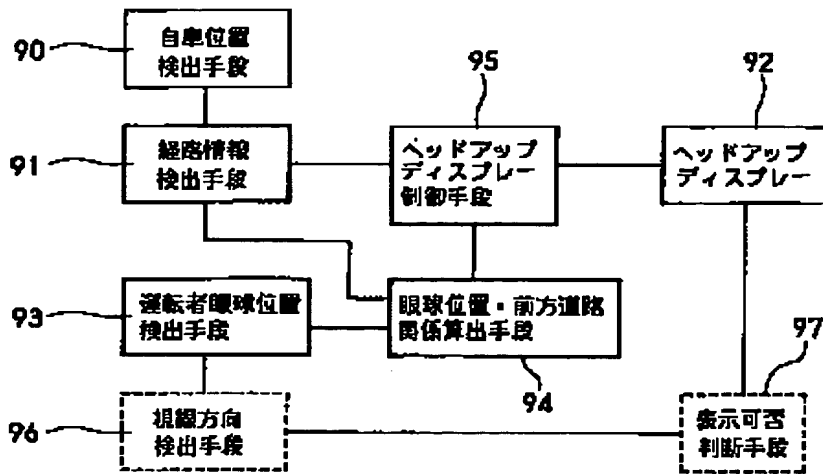 90
自車位置
検出手段
91
経路情報
検出手段
95
ヘッドアップ
ディスプレー
制御手段
92
ヘッドアップ
ディスプレー
93
運転者眼球位置
検出手段
眼球位置・前方道路
関係算出手段
94
96
視線方向
検出手段
97
表示可否
判断手段